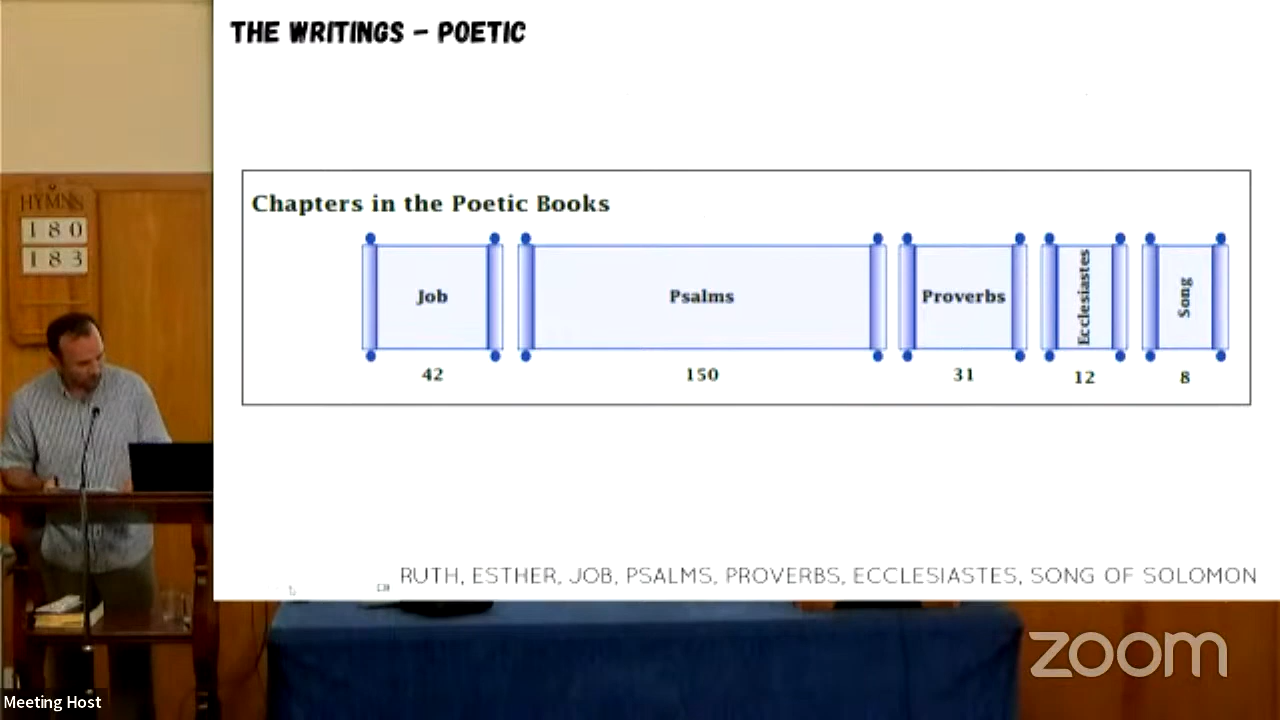 THE WRITINGS - POETIC
HYMNS
180
183
Chapters in the Poetic Books
Job
Psalms
Proverbs
Ecclesiastes
Song
42
150
31
12
8
RUTH, ESTHER, JOB, PSALMS, PROVERBS, ECCLESIASTES, SONG OF SOLOMON
zoom
Meeting Host